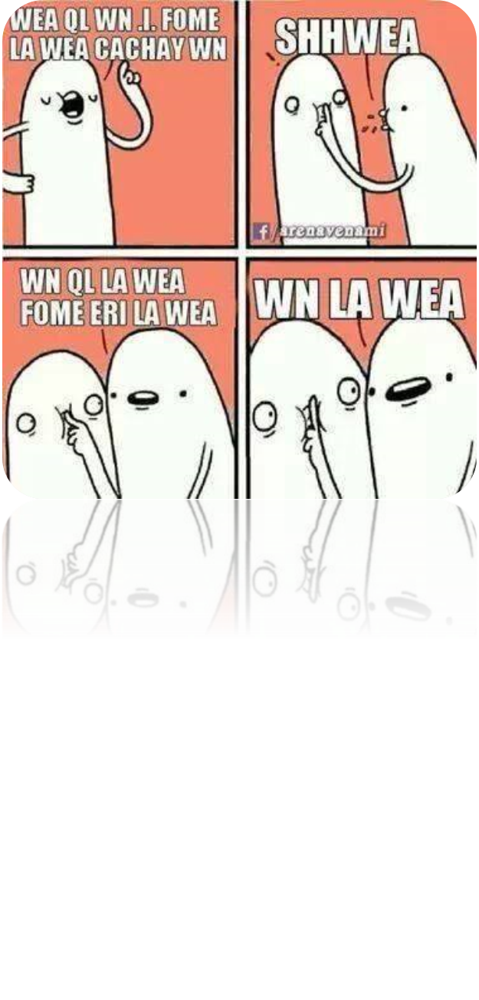 WEA QL WN .I. FOME
LA WEA CACHAY WN
SHHWEA
f/arenavenami
WN QL LA WEA
FOME ERI LA WEA
WN LA WEA